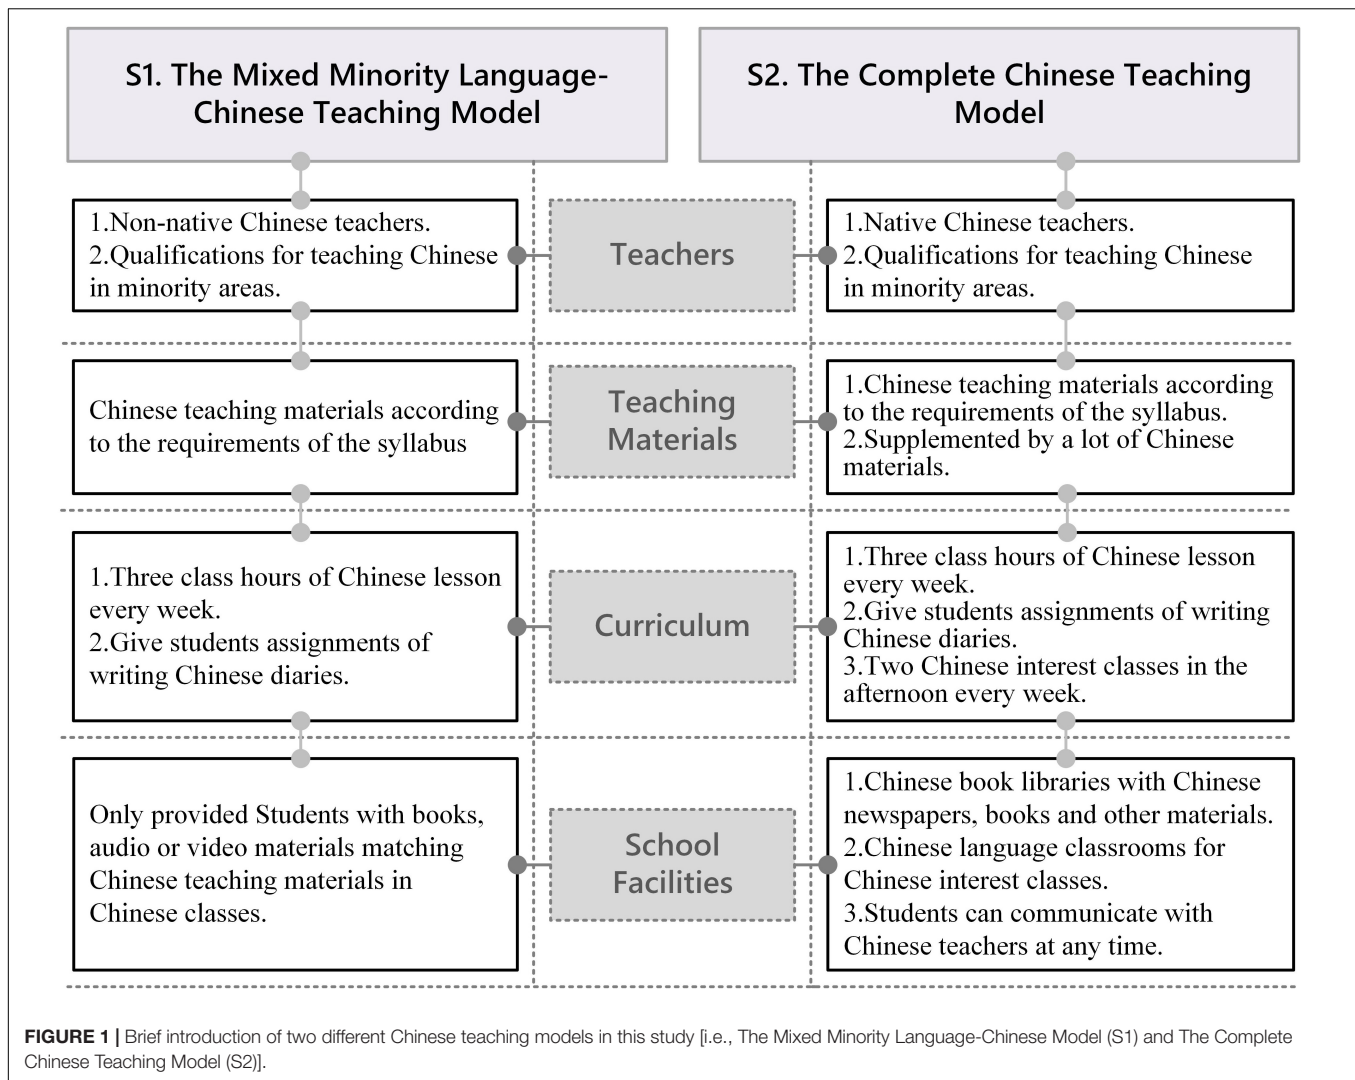 S1. The Mixed Minority Language-
Chinese Teaching Model
S2. The Complete Chinese Teaching
Model
1.Non-native Chinese teachers.
2.Qualifications for teaching Chinese
in minority areas.
Teachers
1.Native Chinese teachers.
2.Qualifications for teaching Chinese
in minority areas.
Chinese teaching materials according
to the requirements of the syllabus
Teaching
Materials
1.Chinese teaching materials according
to the requirements of the syllabus.
2.Supplemented by a lot of Chinese
materials.
1.Three class hours of Chinese lesson
every week.
2.Give students assignments of
writing Chinese diaries.
Curriculum
1.Three class hours of Chinese lesson
every week.
2.Give students assignments of writing
Chinese diaries.
3.Two Chinese interest classes in the
afternoon every week.
Only provided Students with books,
audio or video materials matching
Chinese teaching materials in
Chinese classes.
School
Facilities
1.Chinese book libraries with Chinese
newspapers, books and other materials.
2.Chinese language classrooms for
Chinese interest classes.
3.Students can communicate with
Chinese teachers at any time.
FIGURE 1 | Brief introduction of two different Chinese teaching models in this study [i.e., The Mixed Minority Language-Chinese Model (S1) and The Complete
Chinese Teaching Model (S2)].